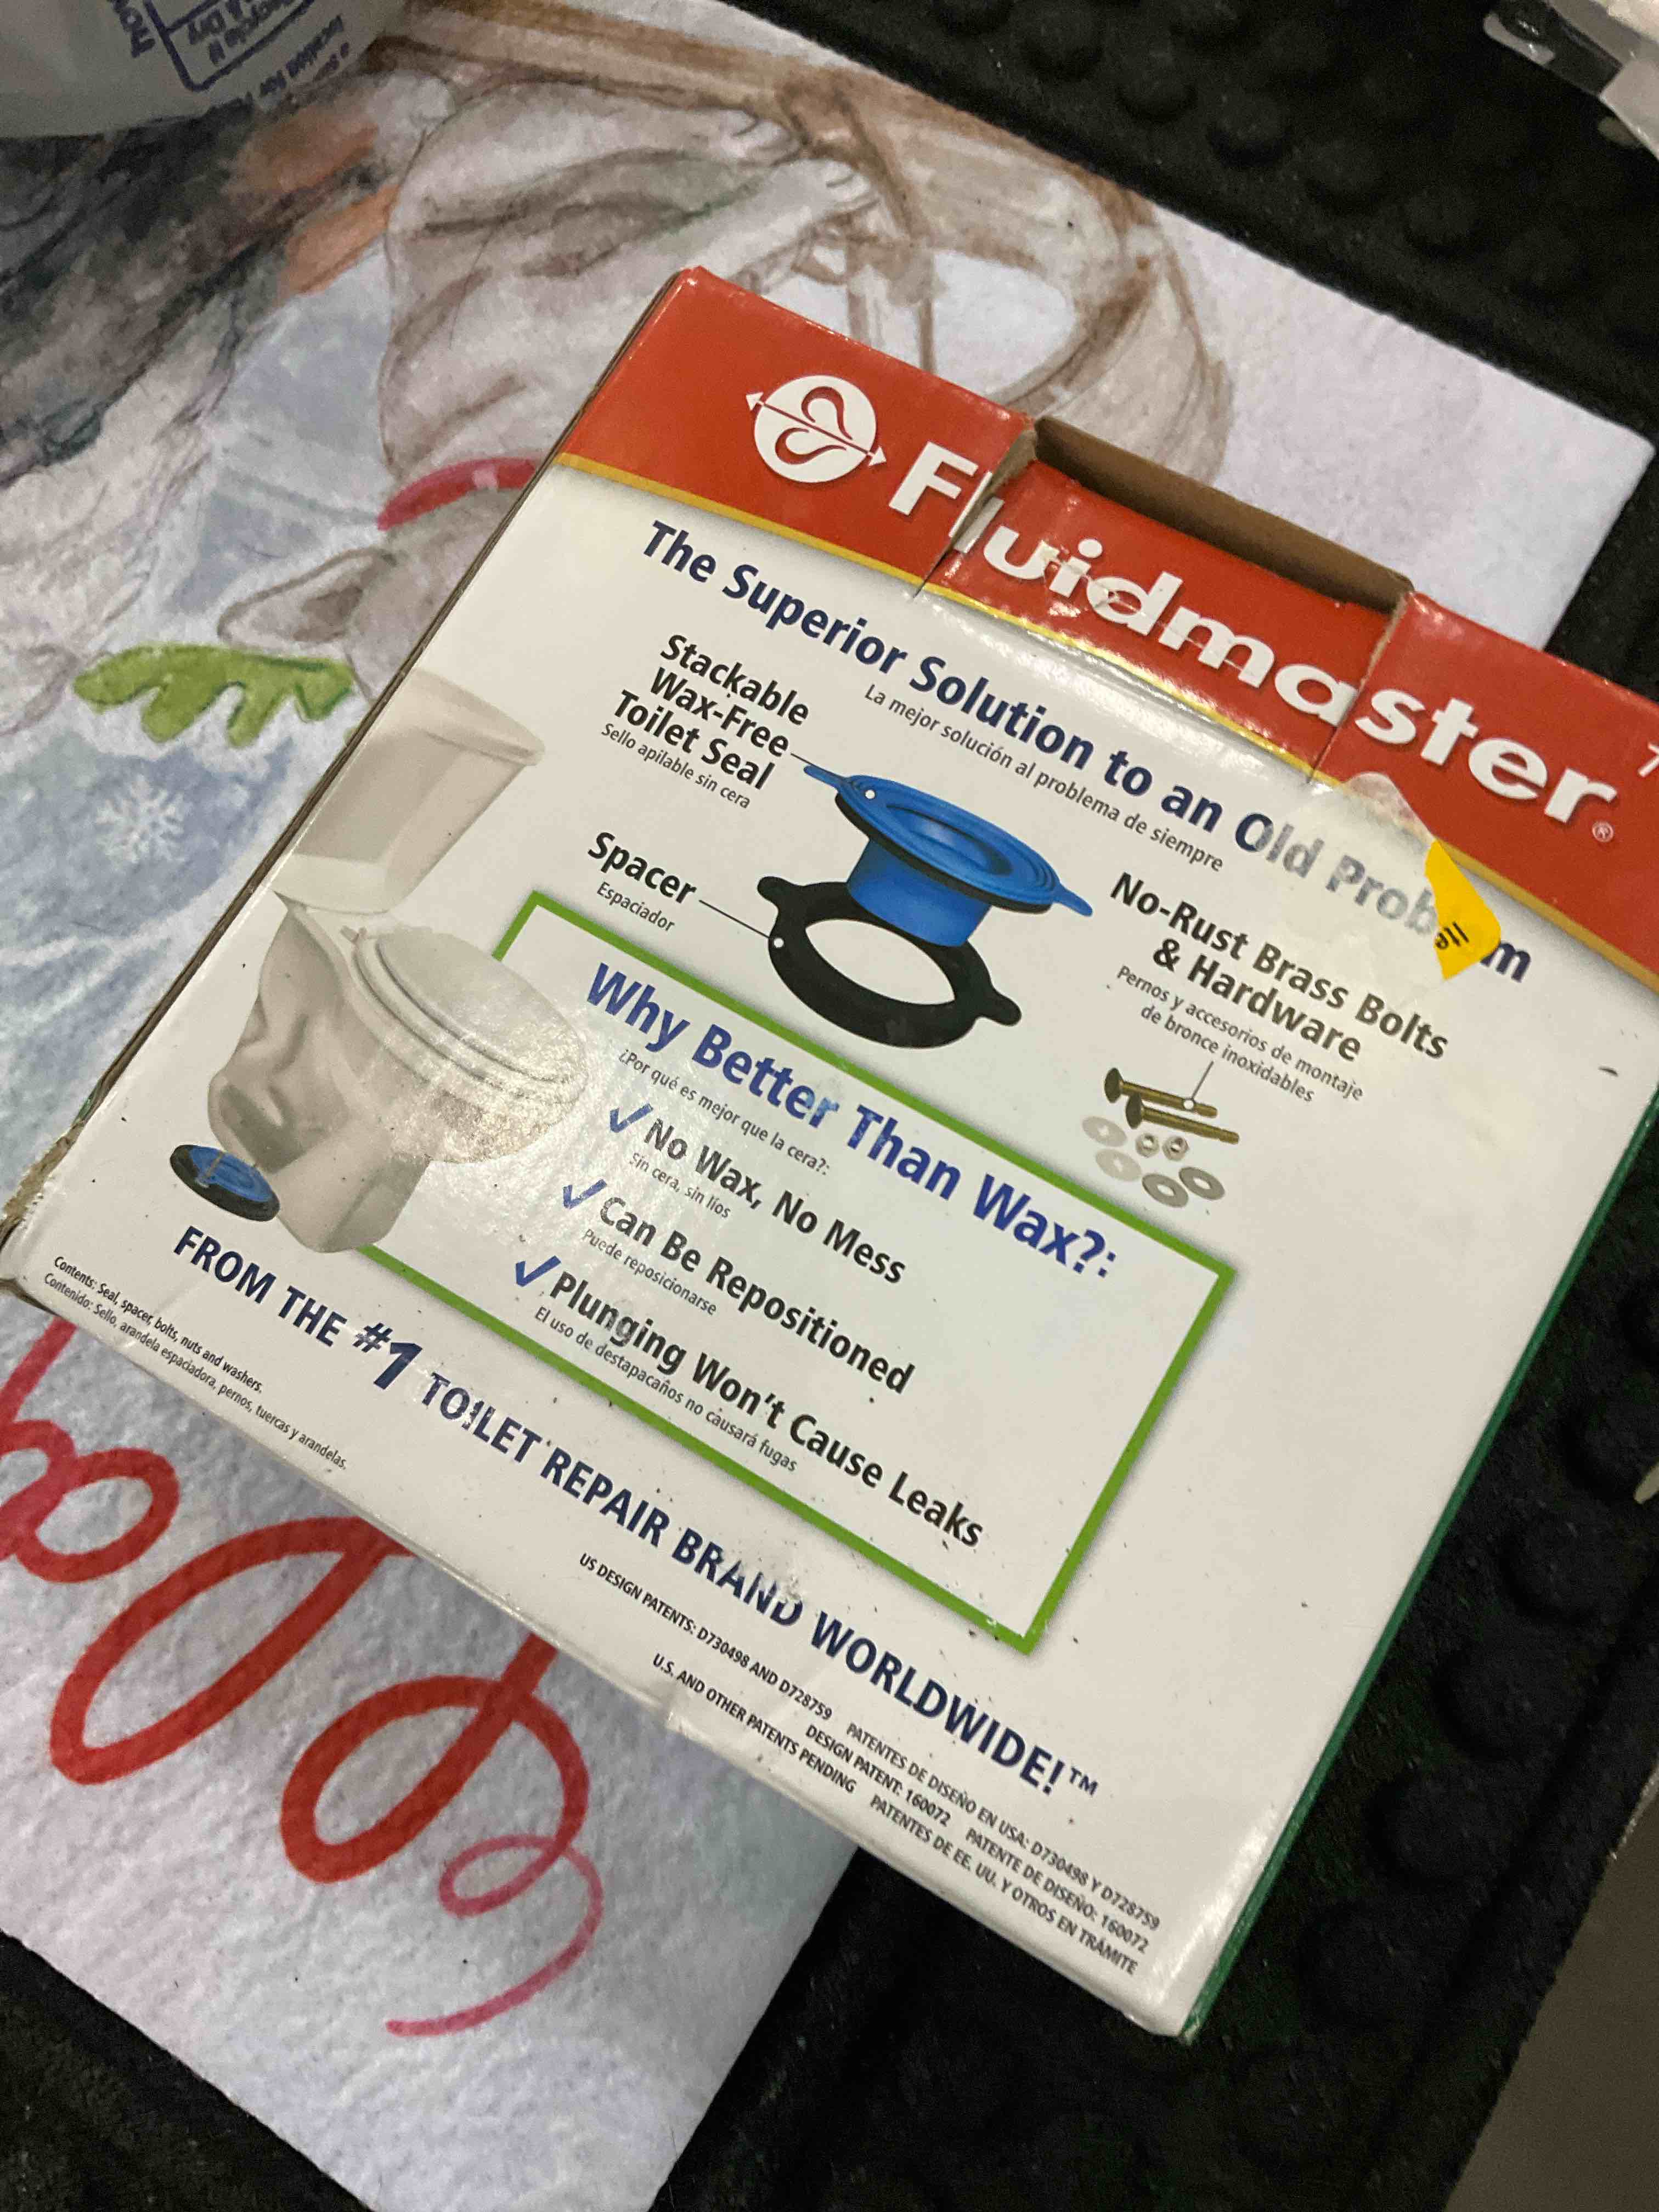 Fluidmaster®
7
The Superior Solution to an Old Prob m
La mejor solución al problema de siempre
Stackable
Wax-Free
Toilet Seal
Sello apilable sin cera
Spacer
Espaciador
No-Rust Brass Bolts
& Hardware
Pernos y accesorios de montaje
de bronce inoxidables
Why Better Than Wax?:
¿Por qué es mejor que la cera?:
✓ No Wax, No Mess
Sin cera, sin líos
✓ Can Be Repositioned
Puede reposicionarse
✓ Plunging Won't Cause Leaks
El uso de destapacaños no causará fugas
FROM THE #1 TOILET REPAIR BRAND WORLDWIDE!™
Contents: Seal, spacer, bolts, nuts and washers.
Contenido: Sello, arandela espaciadora, pernos, tuercas y arandelas.
US DESIGN PATENTS: D730498 AND D728759 PATENTES DE DISEÑO EN USA: D730498 Y D728759
DESIGN PATENT: 160072 PATENTE DE DISEÑO: 160072
U.S. AND OTHER PATENTS PENDING PATENTES DE EE. UU. Y OTROS EN TRÁMITE